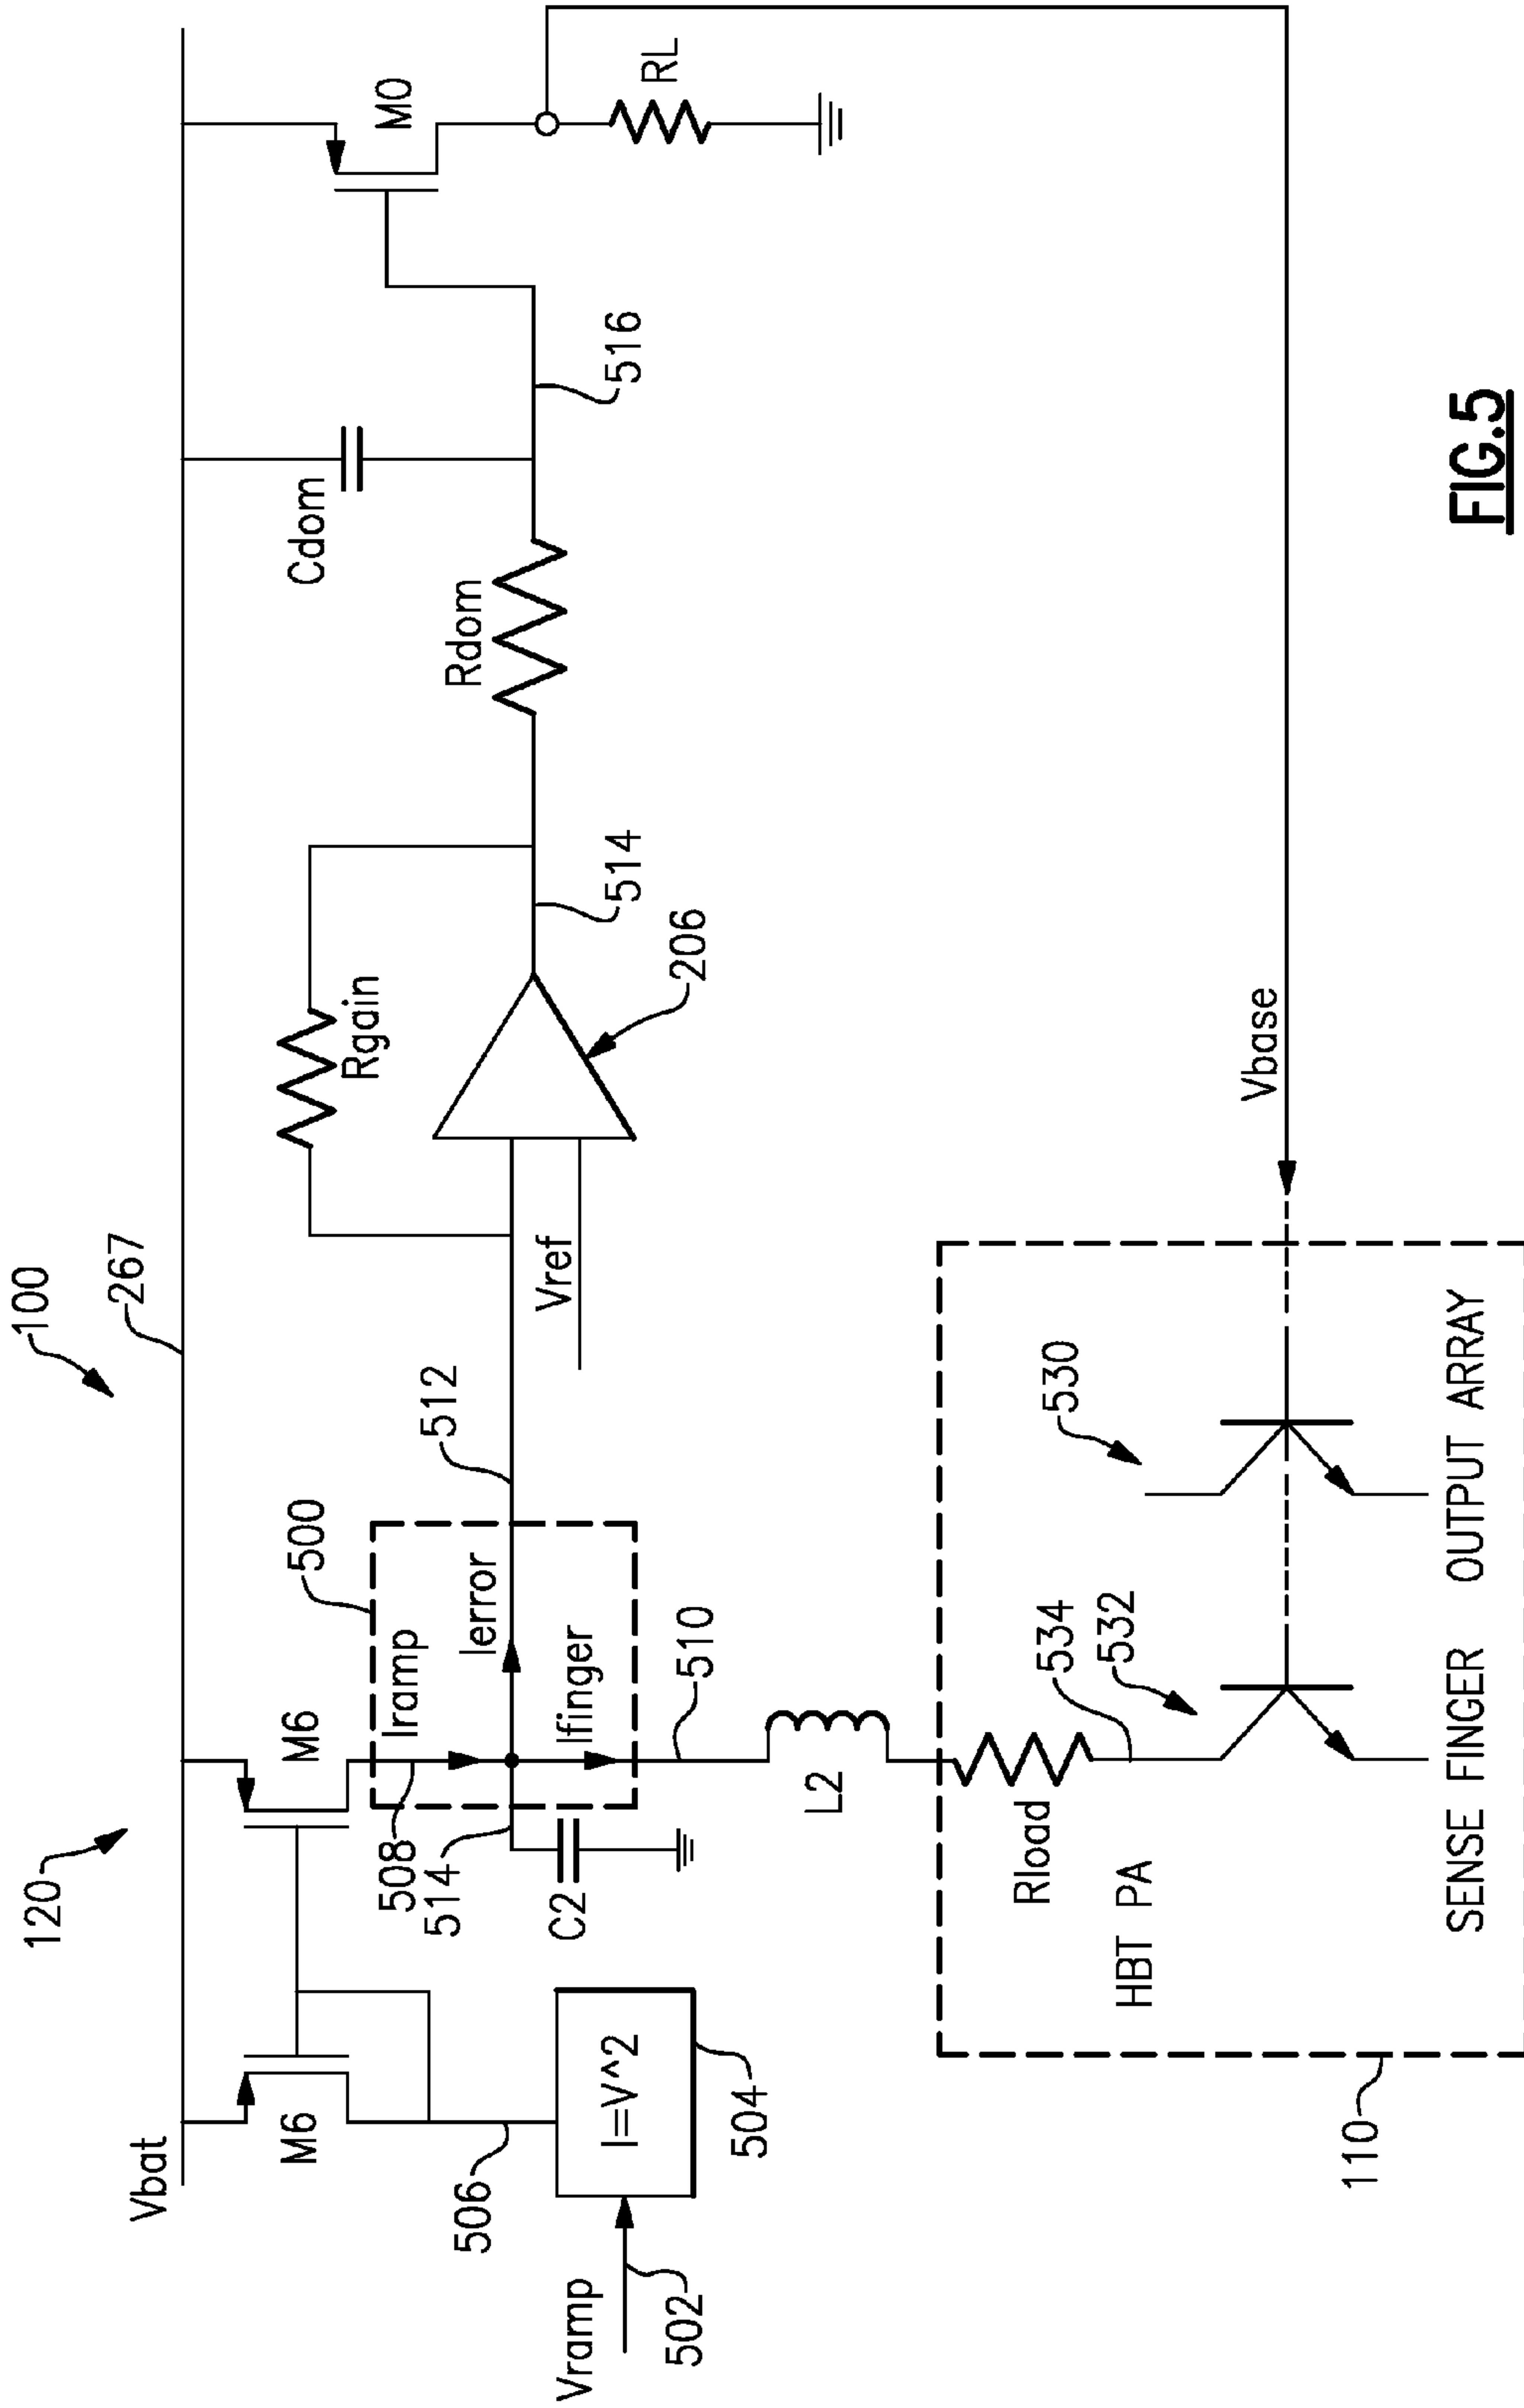 100
120
267
Vbat
M6
M6
M0
Cdom
RL
500
Rgain
Iramp
508
Ierror
512
514
Rdom
506
514
516
C2
Ifinger
Vref
206
Vramp
502
I=V^2
504
510
L2
Vbase
Rload
534
530
HBT PA
532
110
SENSE FINGER
OUTPUT ARRAY
FIG.5